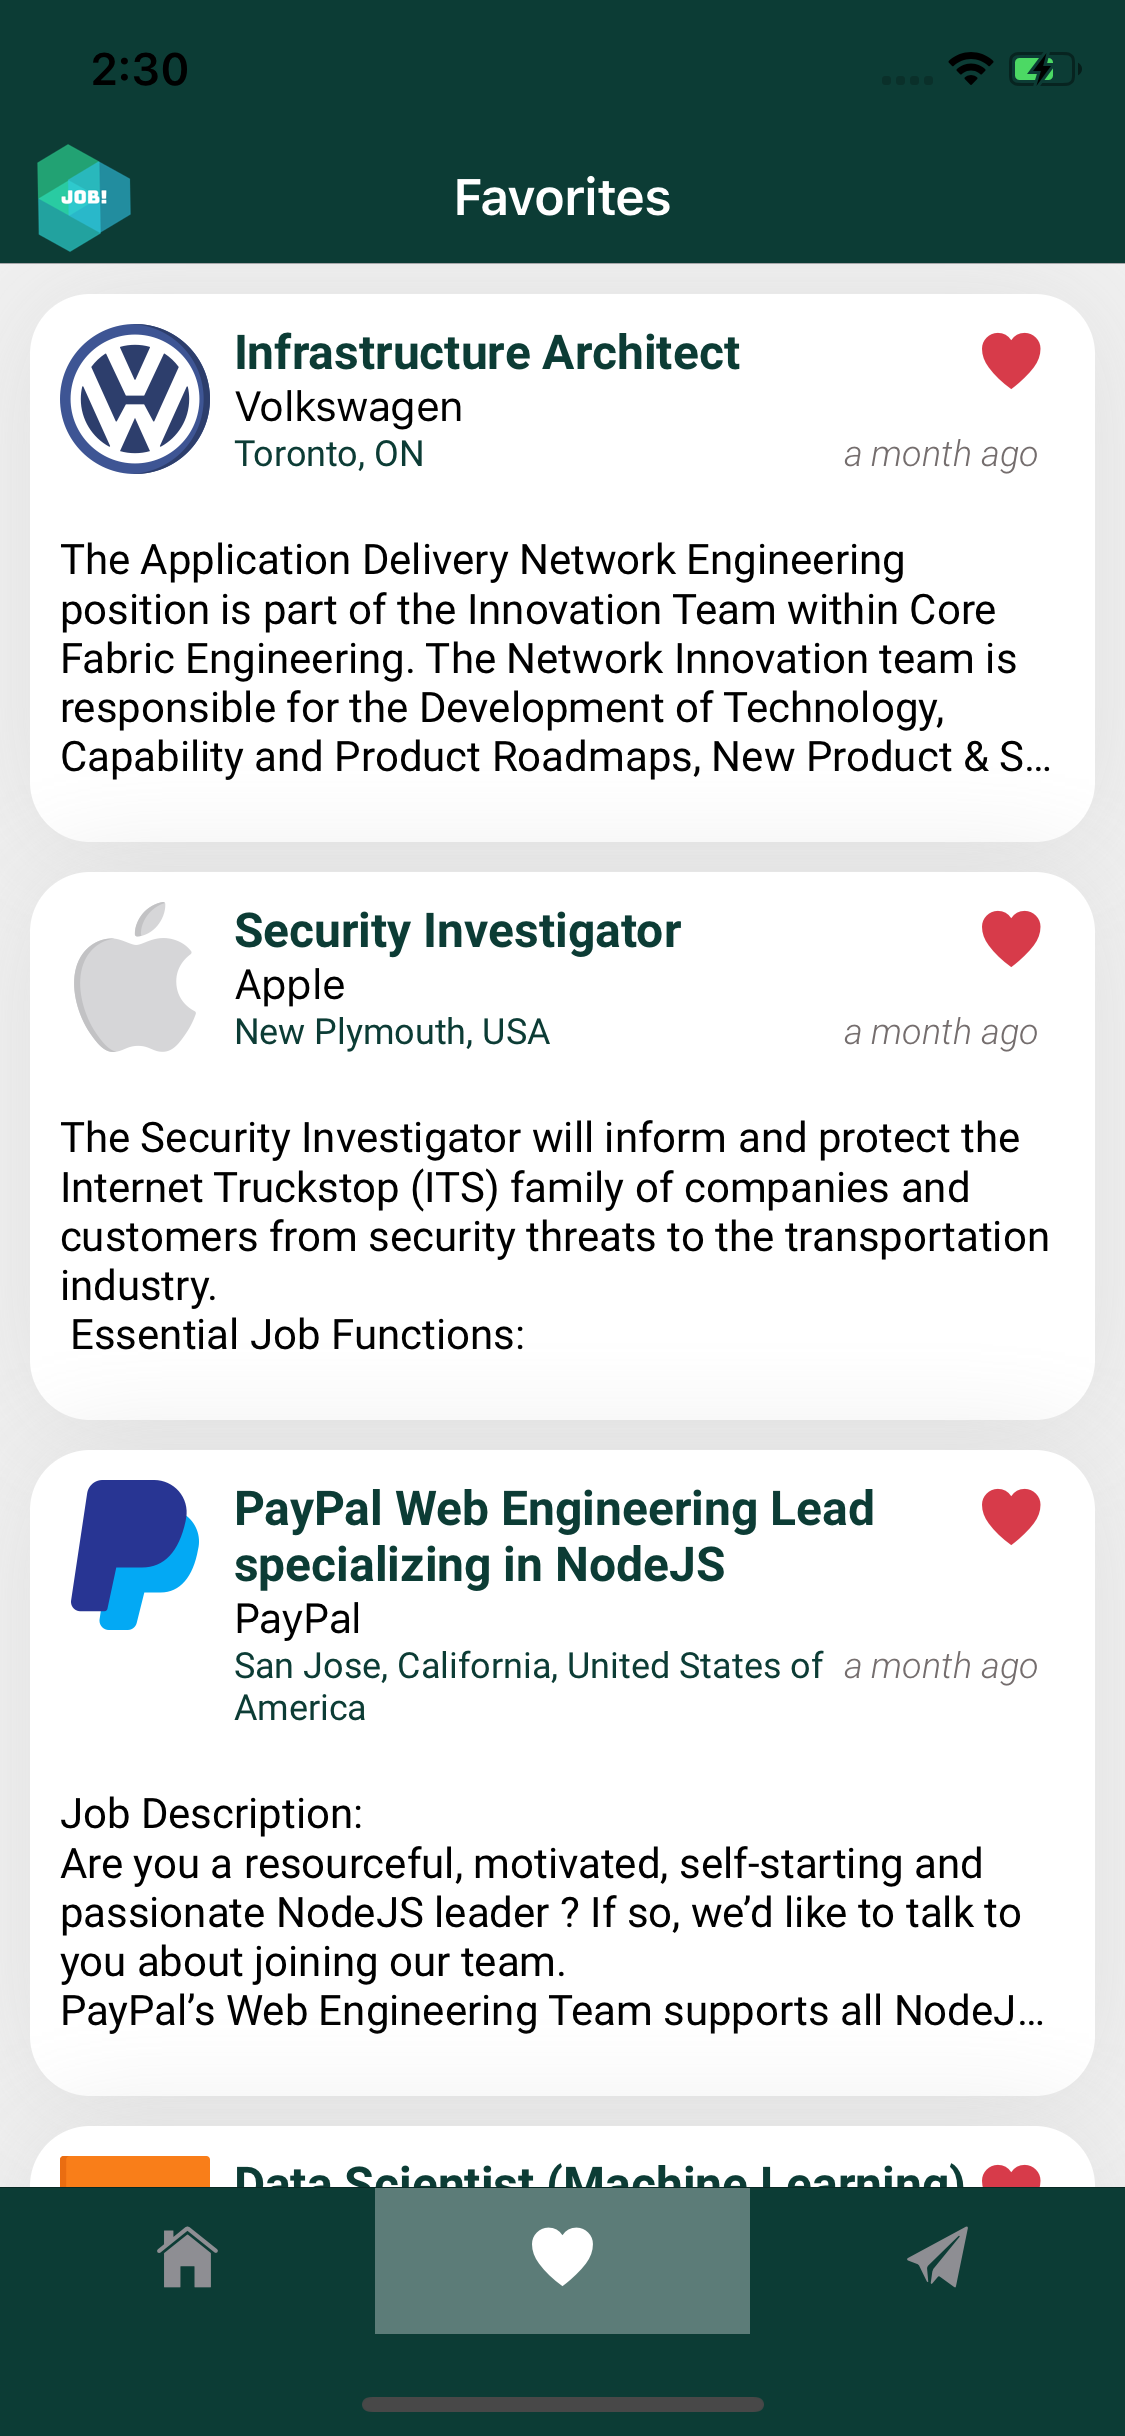 2:30
JOB!
Favorites
Infrastructure Architect
Volkswagen
Toronto, ON
a month ago
The Application Delivery Network Engineering
position is part of the Innovation Team within Core
Fabric Engineering. The Network Innovation team is
responsible for the Development of Technology,
Capability and Product Roadmaps, New Product & S...
Security Investigator
Apple
New Plymouth, USA
a month ago
The Security Investigator will inform and protect the
Internet Truckstop (ITS) family of companies and
customers from security threats to the transportation
industry.
Essential Job Functions:
PayPal Web Engineering Lead
specializing in NodeJS
PayPal
San Jose, California, United States of
America
a month ago
Job Description:
Are you a resourceful, motivated, self-starting and
passionate NodeJS leader ? If so, we’d like to talk to
you about joining our team.
PayPal’s Web Engineering Team supports all NodeJ...
Data Scientist (Machine Learning)